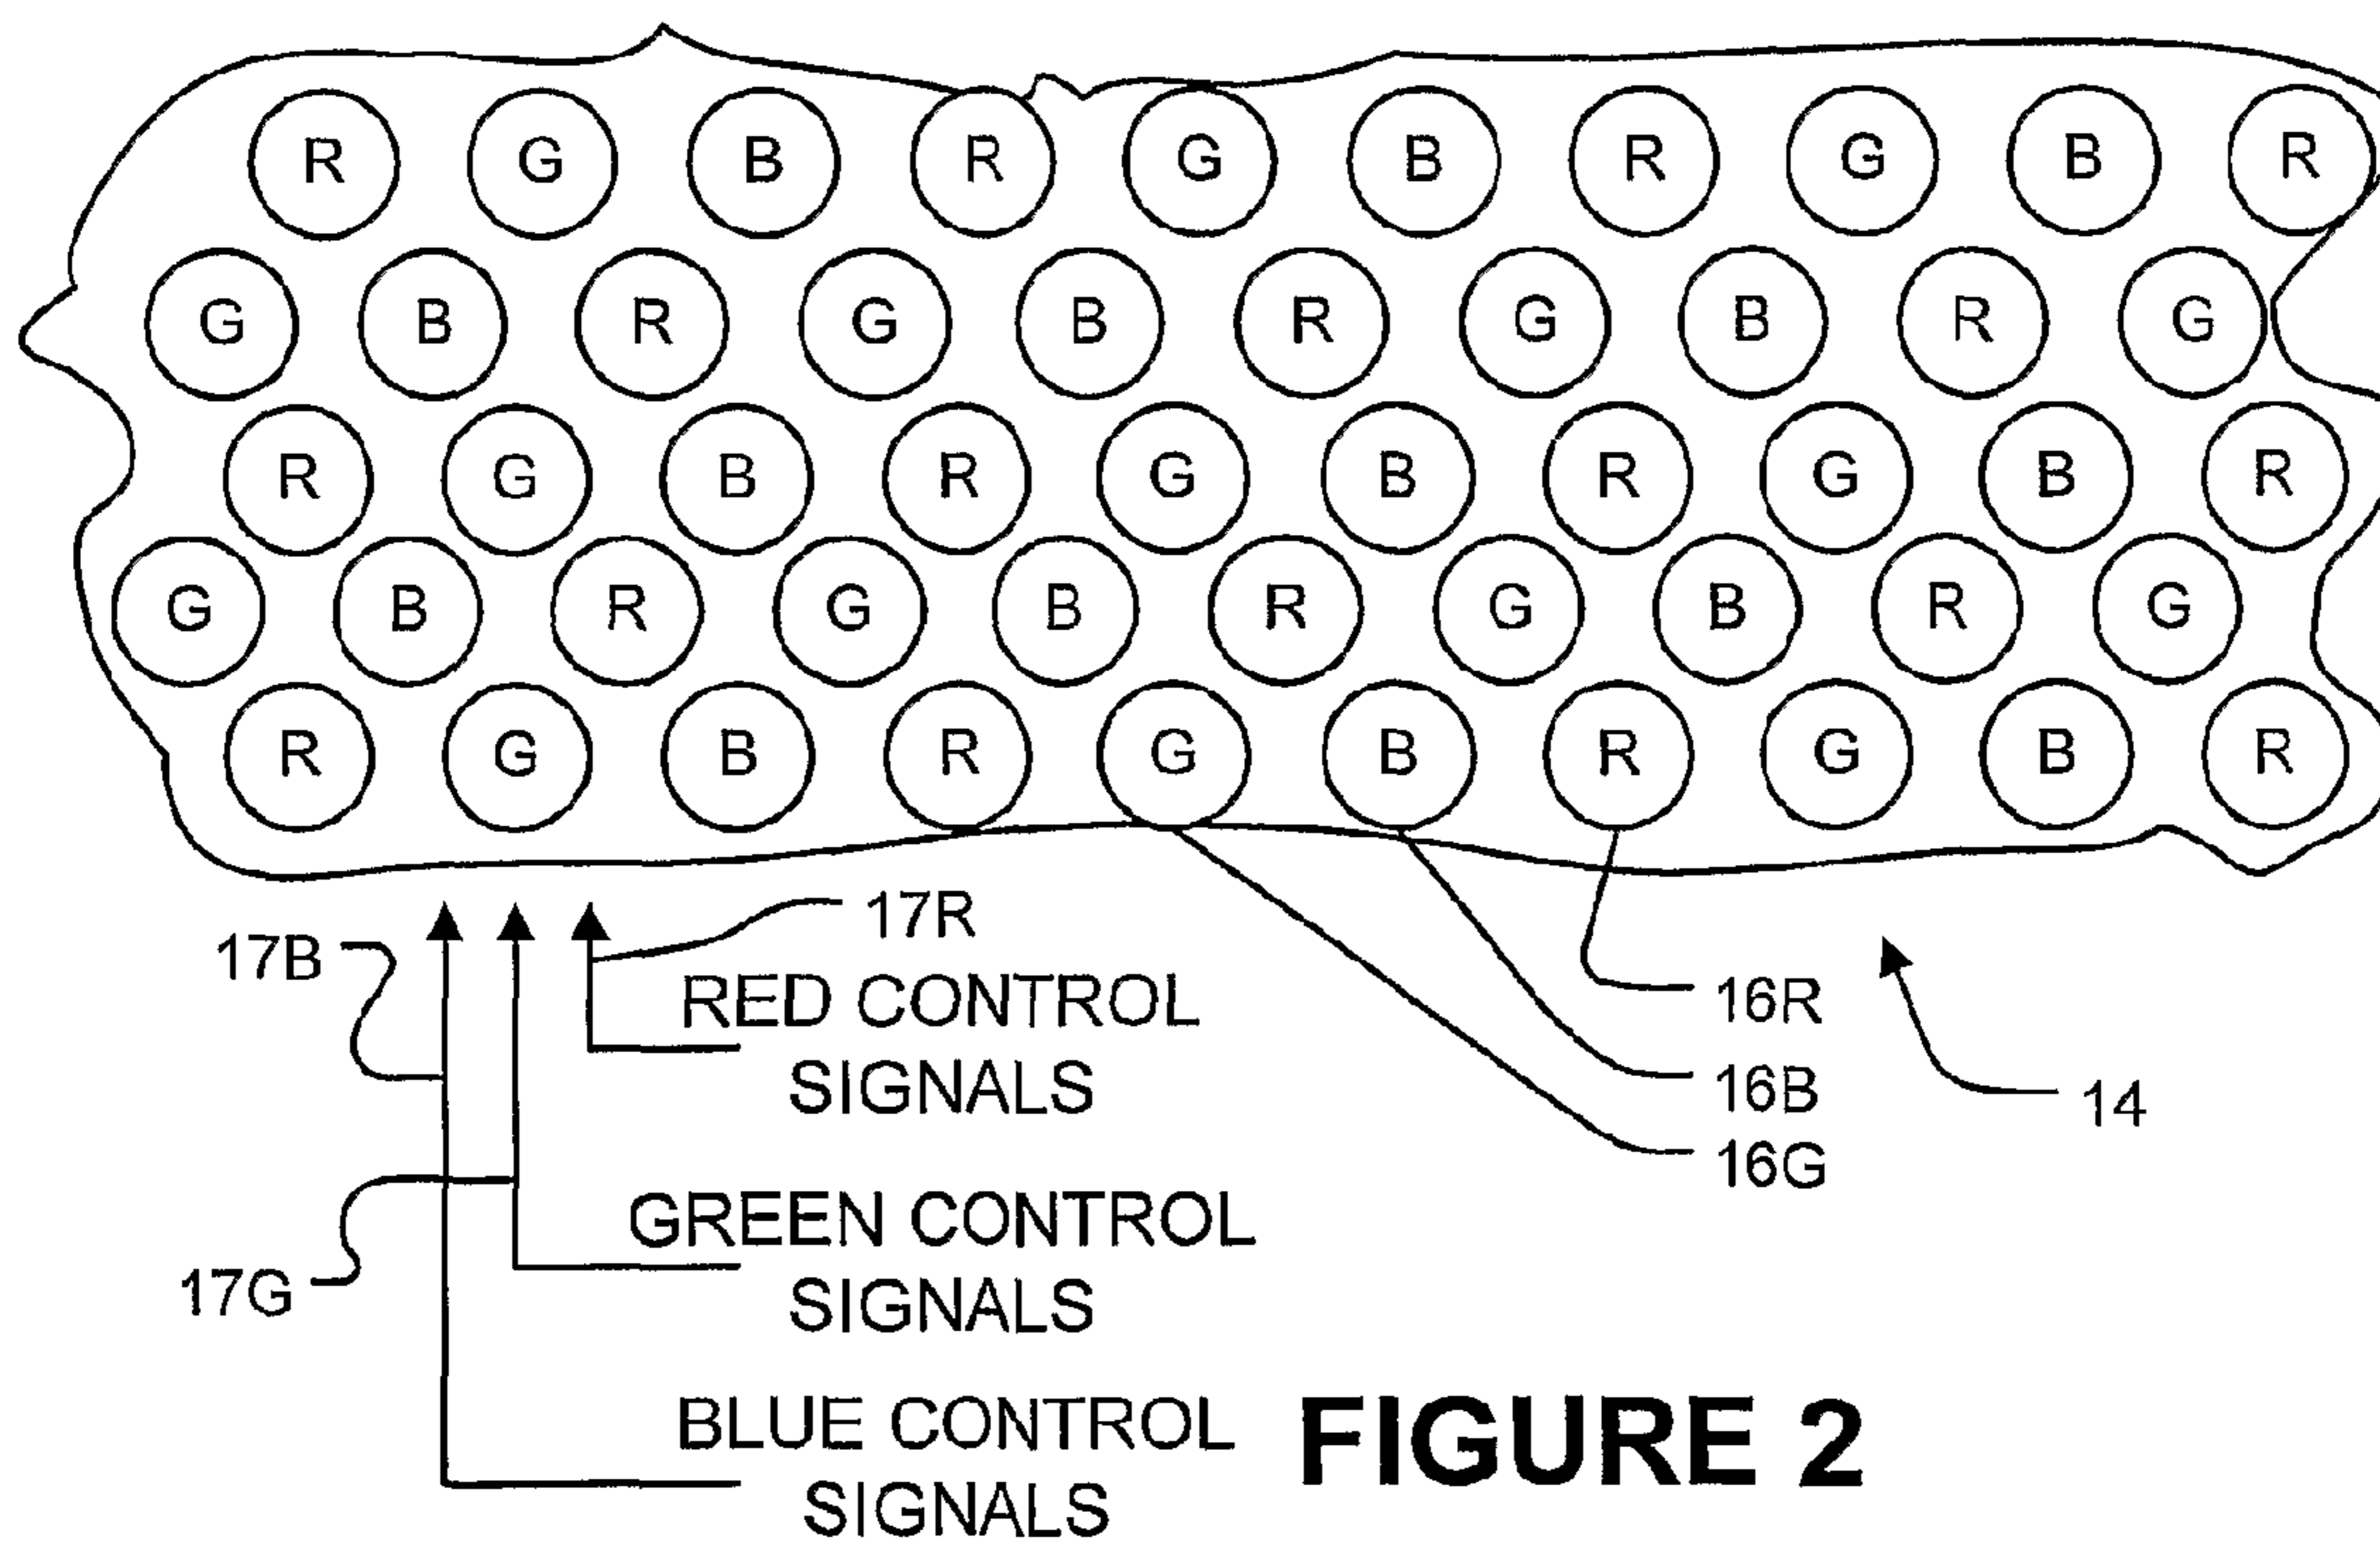 R G B R G B R G B R
G B R G B R G B R G
R G B R G B R G B R
G B R G B R G B R G
R G B R G B R G B R
17R
17B
RED CONTROL
SIGNALS
16R
16B
14
16G
GREEN CONTROL
17G
SIGNALS
BLUE CONTROL
SIGNALS
FIGURE 2